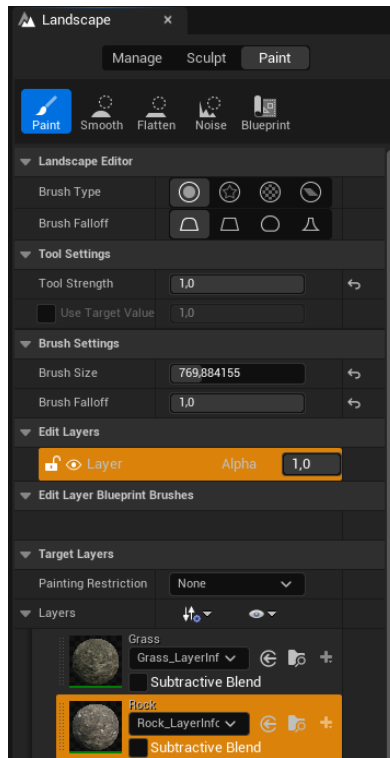 Landscape
Manage Sculpt Paint
Paint Smooth Flatten Noise Blueprint
Landscape Editor
Brush Type
Brush Falloff
Tool Settings
Tool Strength 1,0
Use Target Value 1,0
Brush Settings
Brush Size 769,884155
Brush Falloff 1,0
Edit Layers
Layer Alpha 1,0
Edit Layer Blueprint Brushes
Target Layers
Painting Restriction None
Layers
Grass
Grass_LayerInf
Subtractive Blend
Rock
Rock_LayerInfc
Subtractive Blend